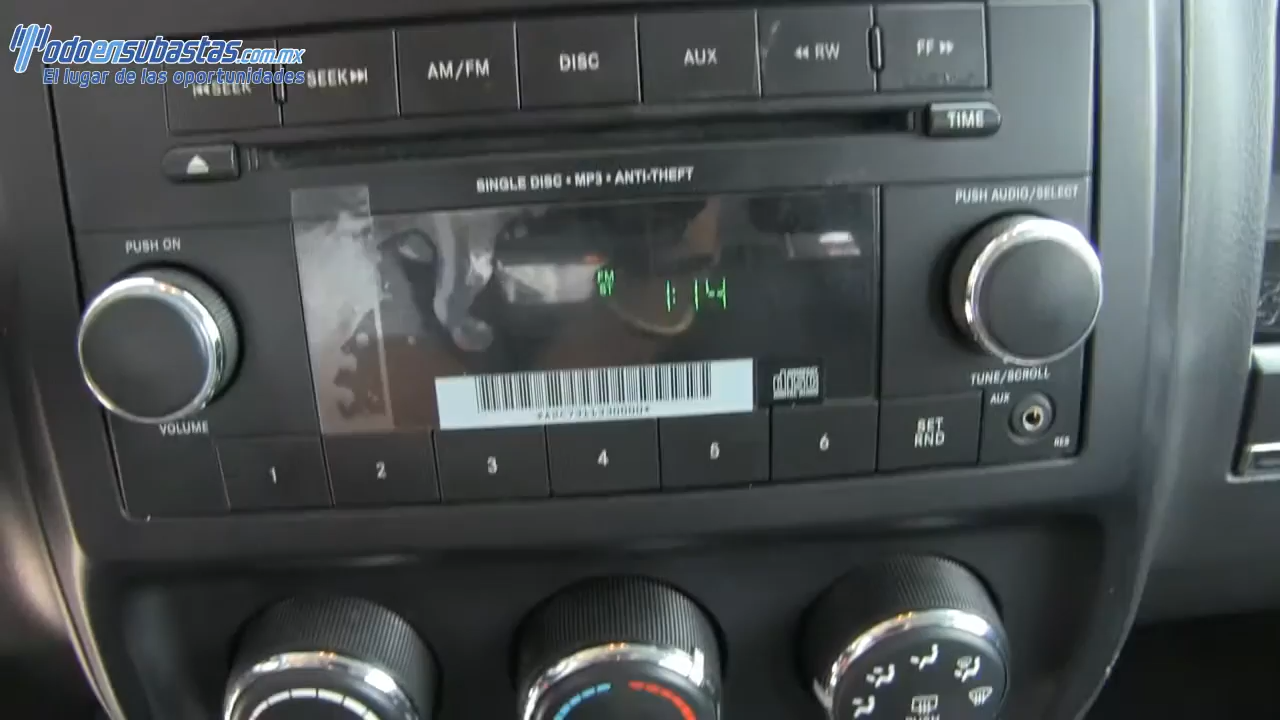 Todoensubastas.com.mx
El lugar de las oportunidades
⏮SEEK SEEK⏭ AM/FM DISC AUX ◀◀ RW FF ▶▶
TIME
SINGLE DISC • MP3 • ANTI-THEFT
PUSH ON
PUSH AUDIO/SELECT
FM
ST
1:14
TUNE/SCROLL
VOLUME
AUX
1 2 3 4 5 6 SET
RND